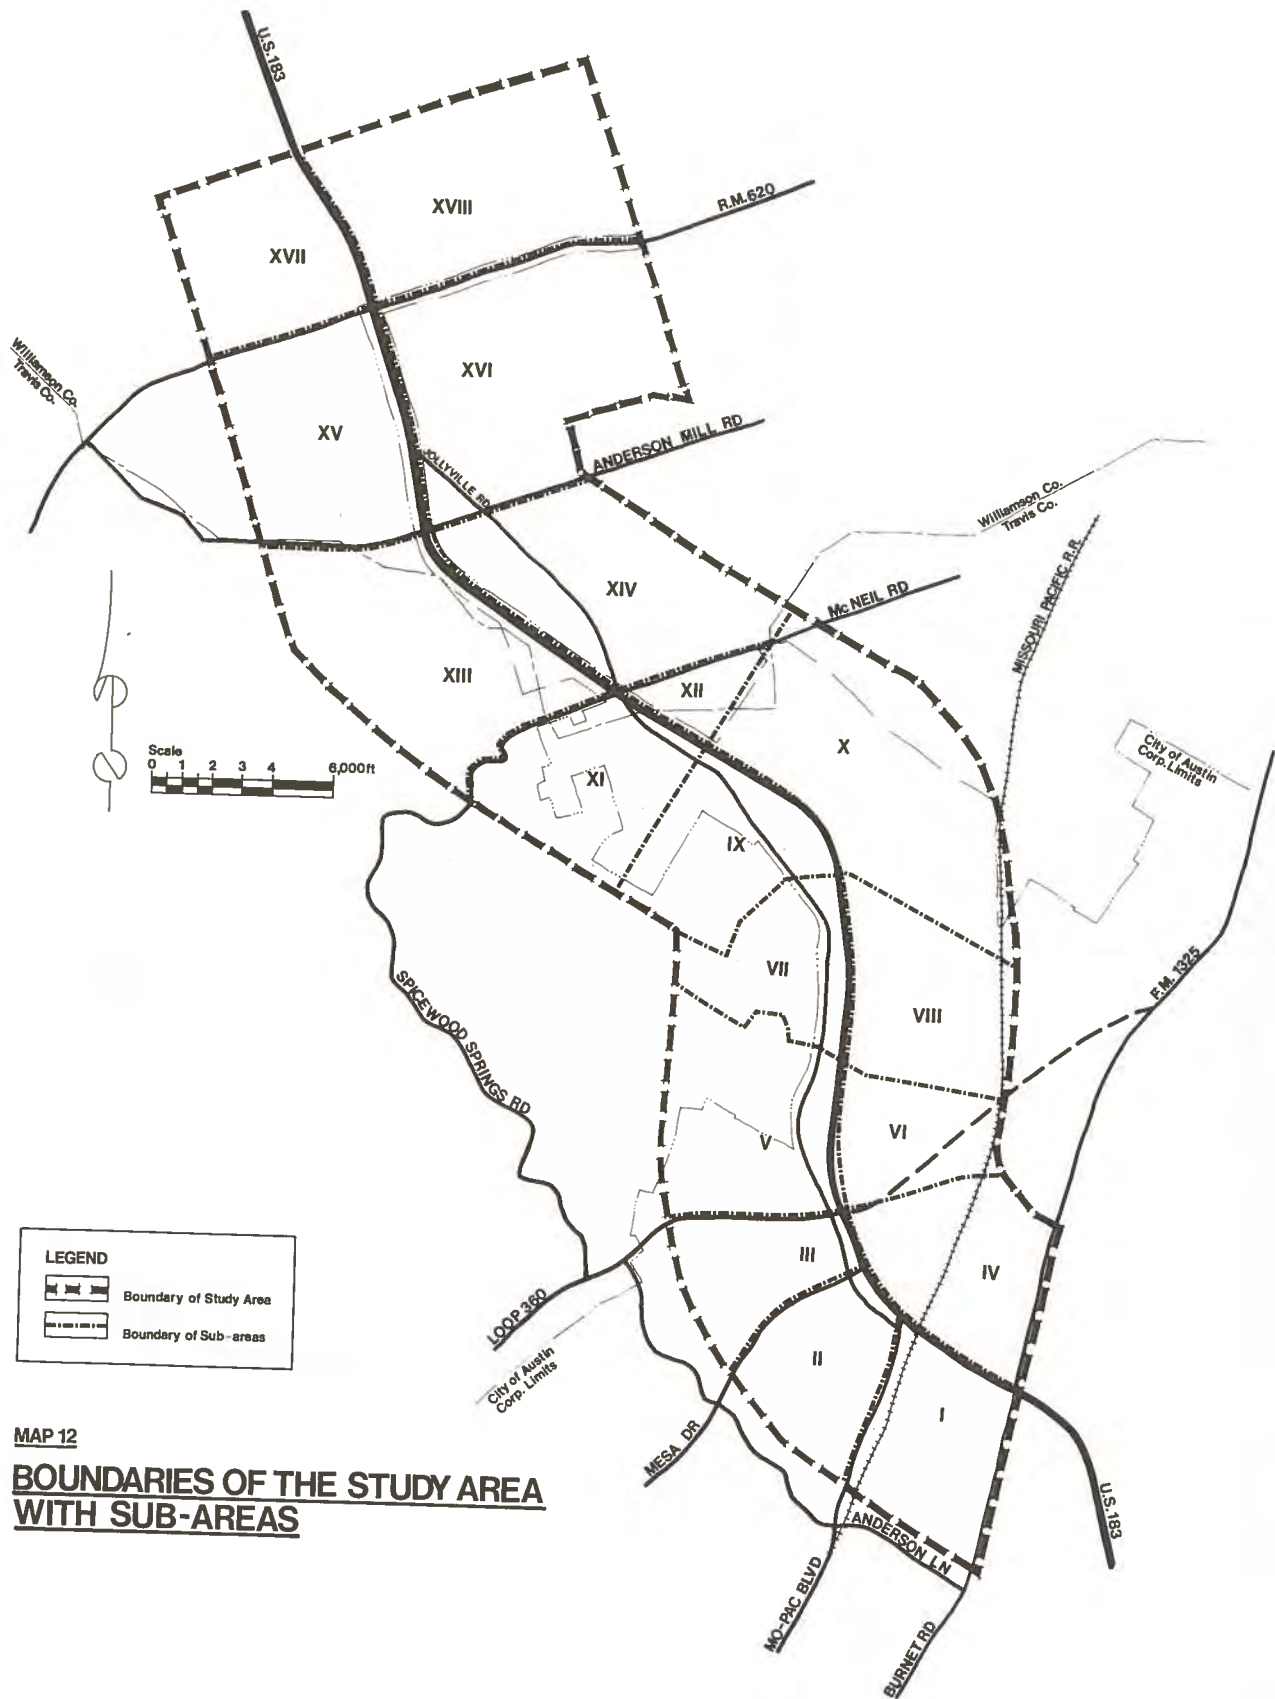 U.S.183
XVIII
R.M.620
XVII
Williamson Co.
Travis Co.
XVI
XV
JOLLYVILLE RD
ANDERSON MILL RD
Williamson Co.
Travis Co.
MISSOURI PACIFIC R.R.
XIV
Mc NEIL RD
XIII
XII
X
City of Austin
Corp. Limits
Scale
0 1 2 3 4 6,000ft
XI
IX
VII
F.M. 1325
SPICEWOOD SPRINGS RD
VIII
VI
V
III
IV
LEGEND
Boundary of Study Area
Boundary of Sub-areas
LOOP 360
City of Austin
Corp. Limits
II
I
MESA DR
MAP 12
BOUNDARIES OF THE STUDY AREA
WITH SUB-AREAS
U.S.183
ANDERSON LN
MO-PAC BLVD
BURNET RD